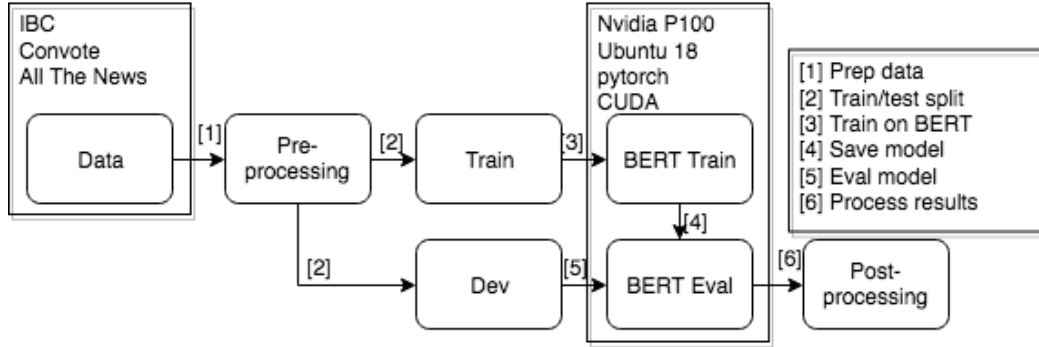 IBC
Convote
All The News
Data
[1]
Pre-
processing
[2]
Train
[3]
Nvidia P100
Ubuntu 18
pytorch
CUDA
BERT Train
[4]
[2]
Dev
[5]
BERT Eval
[6]
Post-
processing
[1] Prep data
[2] Train/test split
[3] Train on BERT
[4] Save model
[5] Eval model
[6] Process results